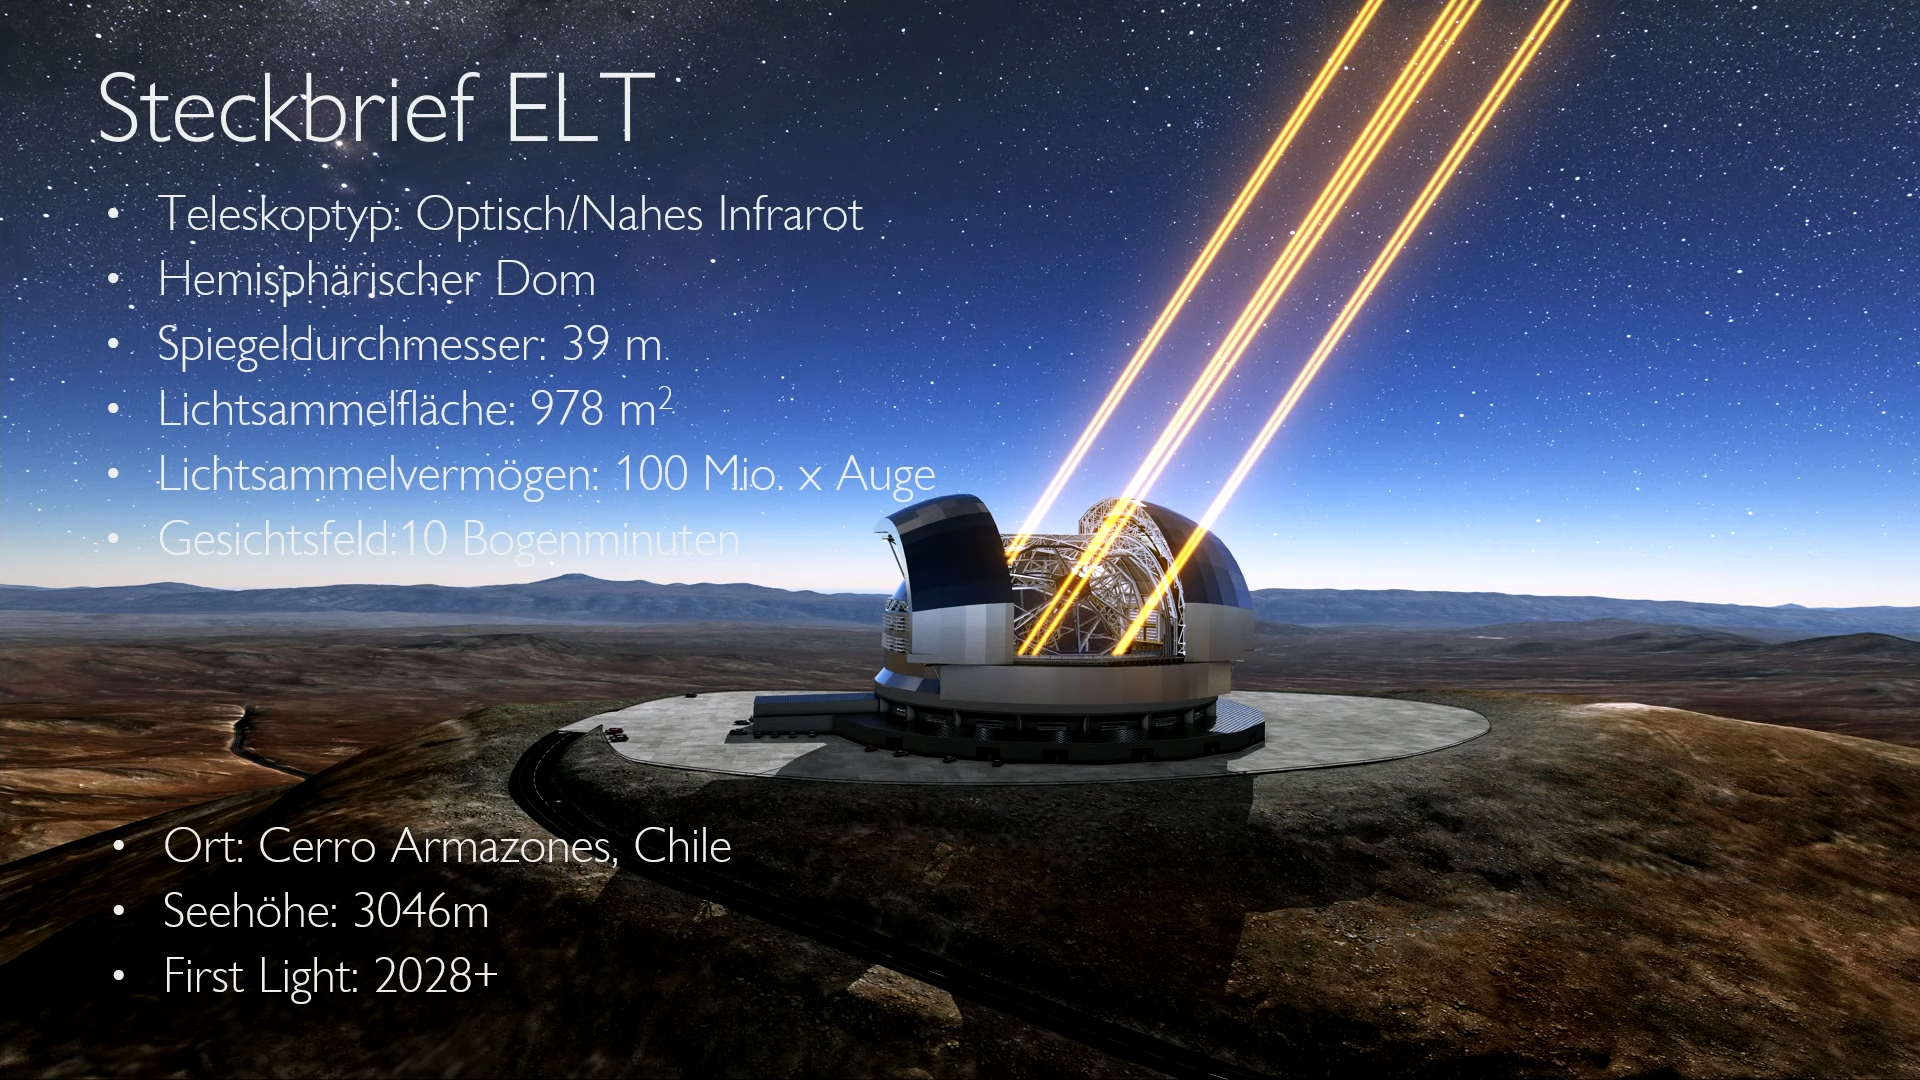 Steckbrief ELT
• Teleskoptyp: Optisch/Nahes Infrarot
• Hemisphärischer Dom
• Spiegeldurchmesser: 39 m
• Lichtsammelfläche: 978 m²
• Lichtsammelvermögen: 100 Mio. x Auge
• Gesichtsfeld:10 Bogenminuten
• Ort: Cerro Armazones, Chile
• Seehöhe: 3046m
• First Light: 2028+